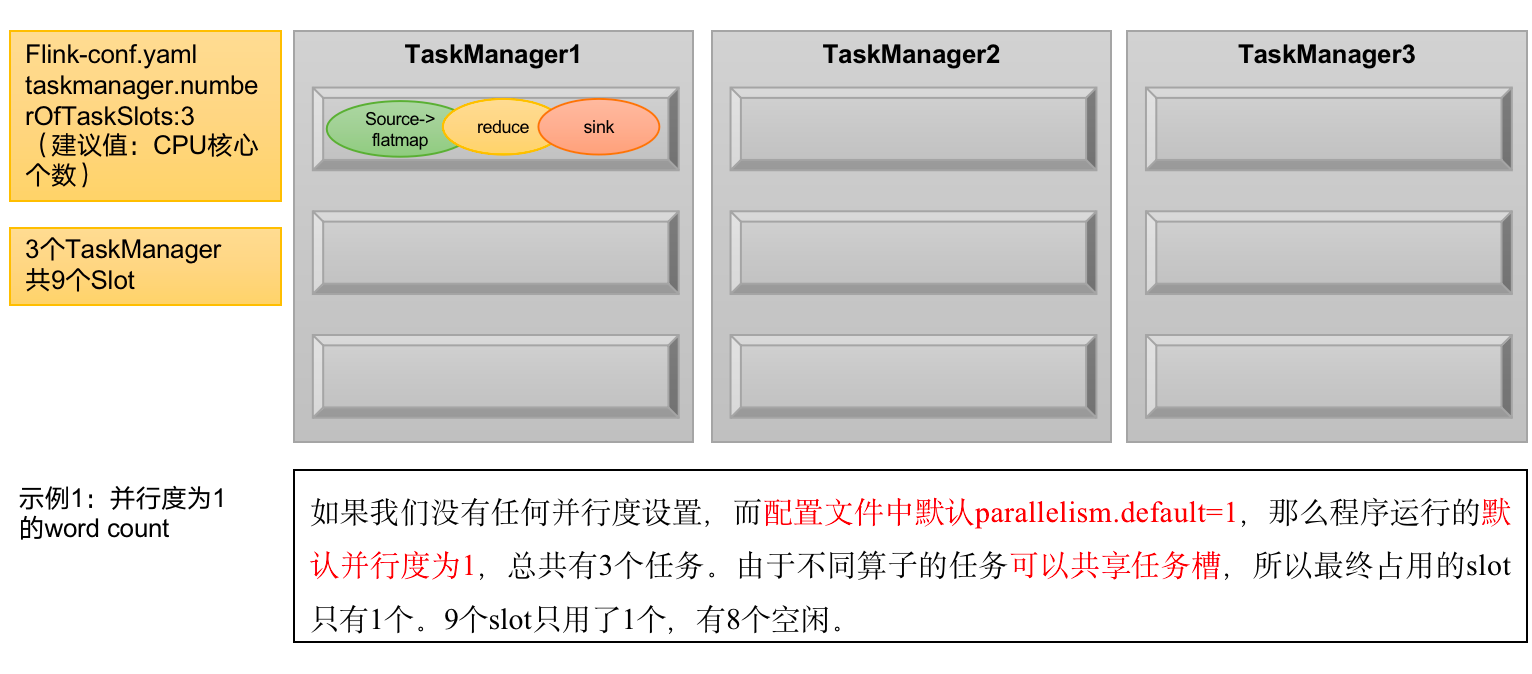 Flink-conf.yaml
taskmanager.numbe
rOfTaskSlots:3
（建议值：CPU核心
个数）
3个TaskManager
共9个Slot
TaskManager1
Source->
flatmap
reduce
sink
TaskManager2
TaskManager3
示例1：并行度为1
的word count
如果我们没有任何并行度设置，而配置文件中默认parallelism.default=1，那么程序运行的默
认并行度为1，总共有3个任务。由于不同算子的任务可以共享任务槽，所以最终占用的slot
只有1个。9个slot只用了1个，有8个空闲。